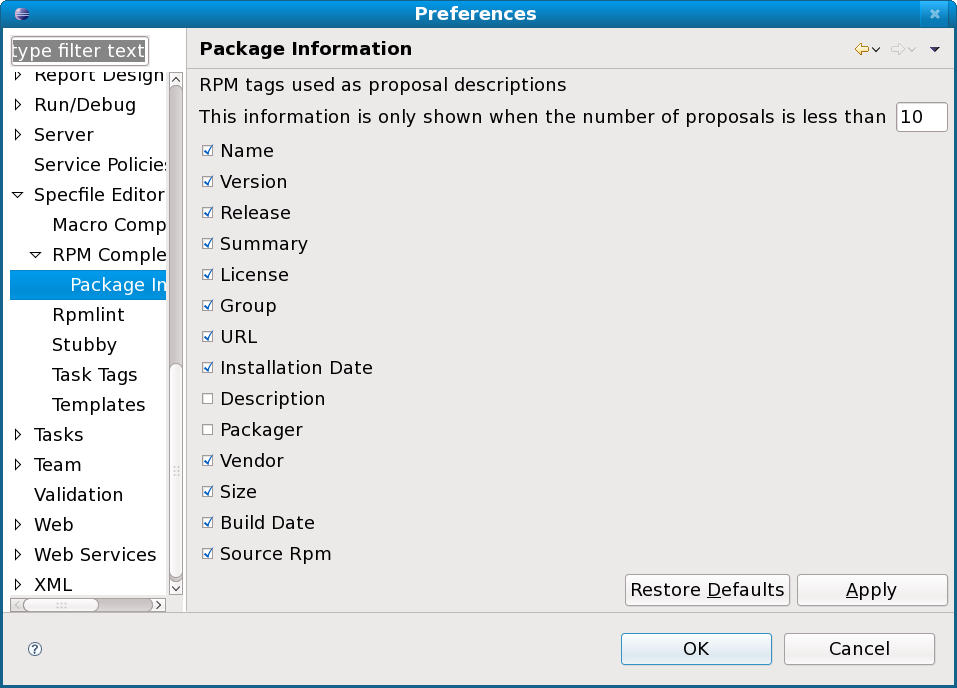 Preferences
type filter text
Report Design
Run/Debug
Server
Service Policies
Specfile Editor
Macro Comp
RPM Comple
Package In
Rpmlint
Stubby
Task Tags
Templates
Tasks
Team
Validation
Web
Web Services
XML
Package Information
RPM tags used as proposal descriptions
This information is only shown when the number of proposals is less than 10
Name
Version
Release
Summary
License
Group
URL
Installation Date
Description
Packager
Vendor
Size
Build Date
Source Rpm
Restore Defaults Apply
? OK Cancel